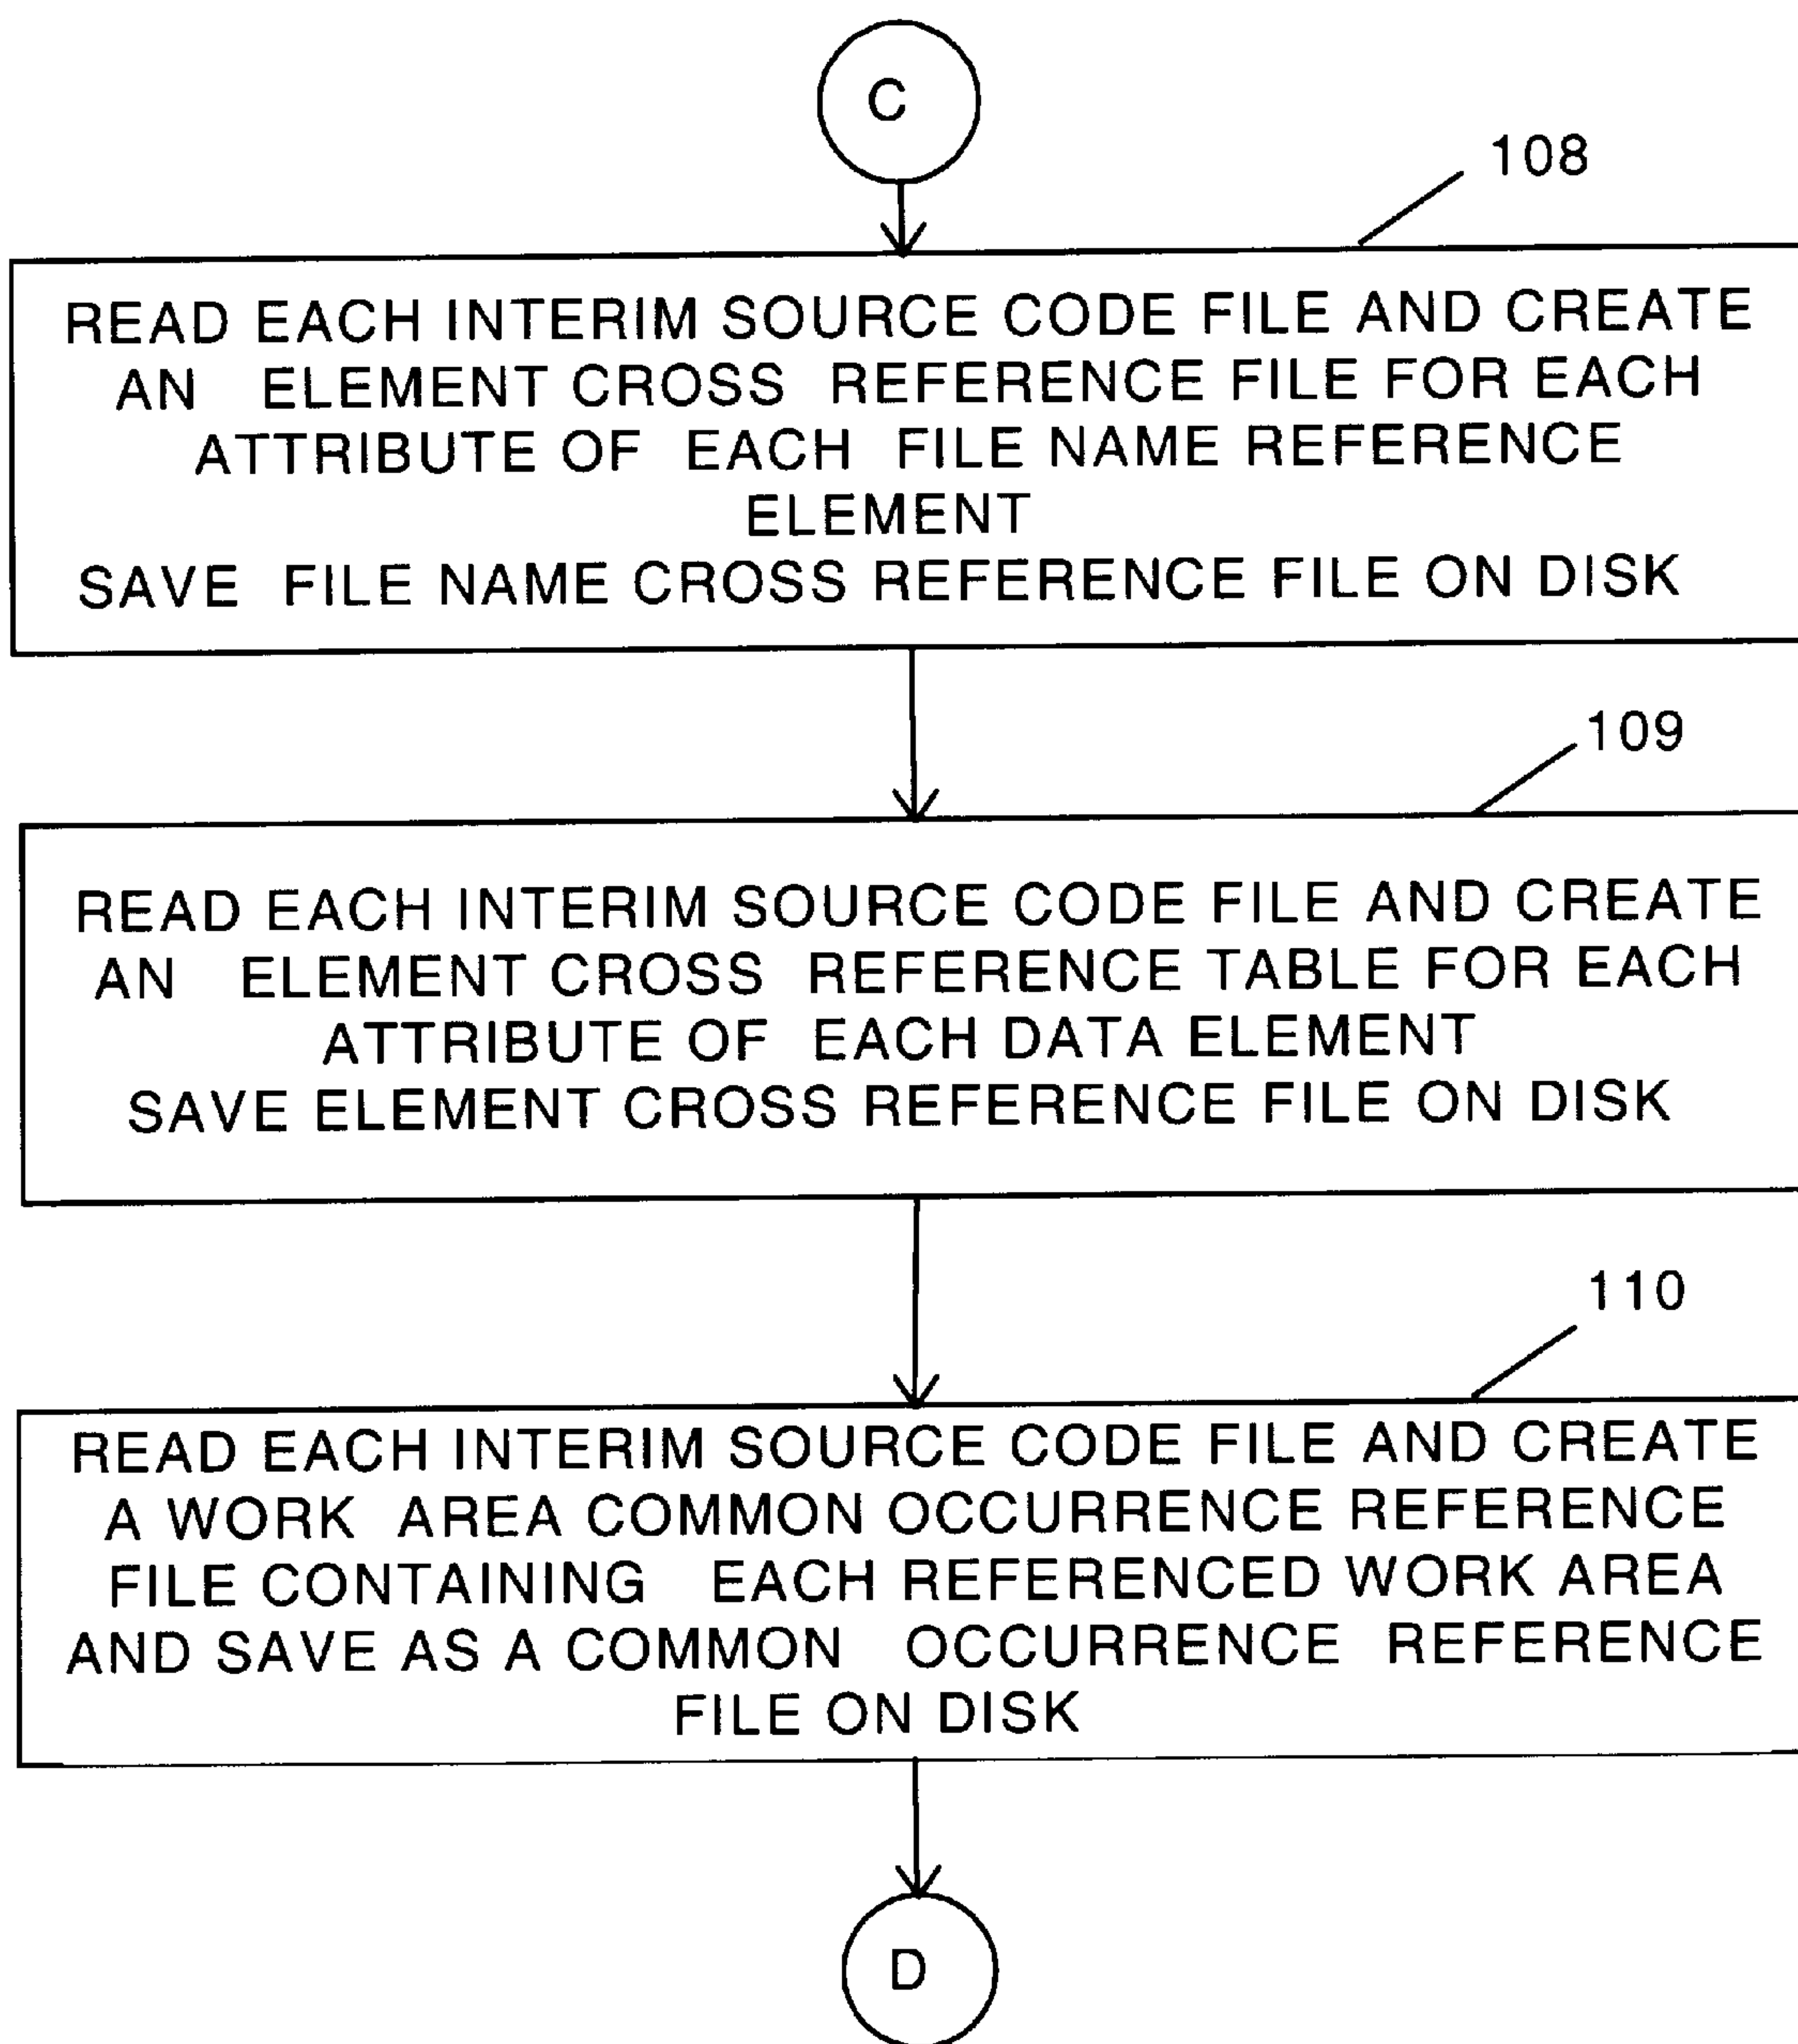 C
108
READ EACH INTERIM SOURCE CODE FILE AND CREATE
AN ELEMENT CROSS REFERENCE FILE FOR EACH
ATTRIBUTE OF EACH FILE NAME REFERENCE
ELEMENT
SAVE FILE NAME CROSS REFERENCE FILE ON DISK
109
READ EACH INTERIM SOURCE CODE FILE AND CREATE
AN ELEMENT CROSS REFERENCE TABLE FOR EACH
ATTRIBUTE OF EACH DATA ELEMENT
SAVE ELEMENT CROSS REFERENCE FILE ON DISK
110
READ EACH INTERIM SOURCE CODE FILE AND CREATE
A WORK AREA COMMON OCCURRENCE REFERENCE
FILE CONTAINING EACH REFERENCED WORK AREA
AND SAVE AS A COMMON OCCURRENCE REFERENCE
FILE ON DISK
D